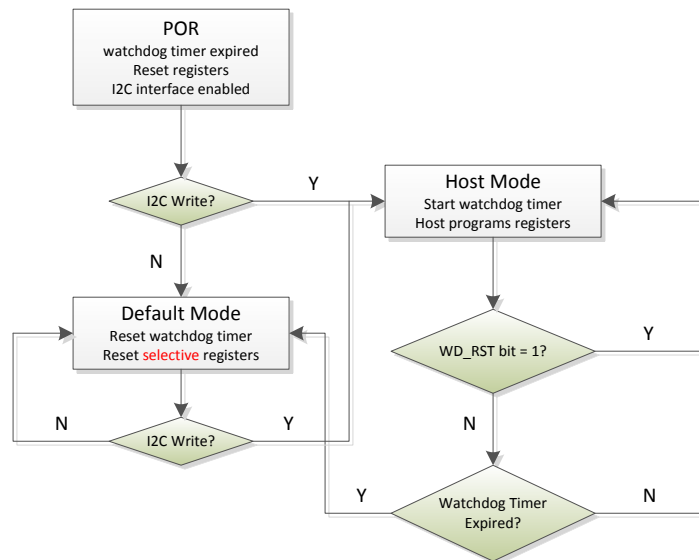 POR
watchdog timer expired
Reset registers
I2C interface enabled
I2C Write?
Y
N
Host Mode
Start watchdog timer
Host programs registers
Default Mode
Reset watchdog timer
Reset selective registers
WD_RST bit = 1?
Y
N
I2C Write?
N
Y
Watchdog Timer
Expired?
Y
N